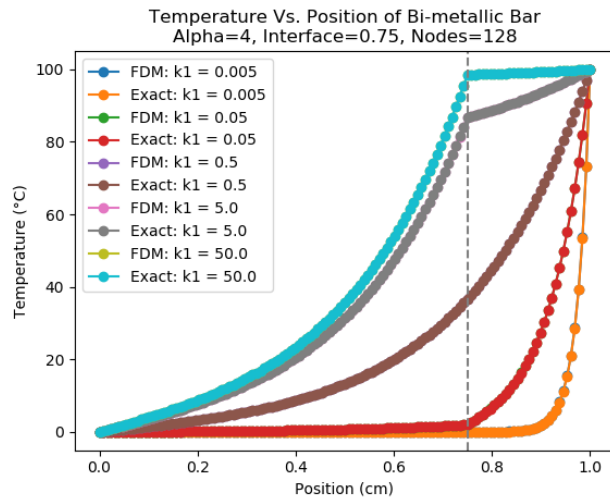 Temperature Vs. Position of Bi-metallic Bar
Alpha=4, Interface=0.75, Nodes=128
Temperature (°C)
100
80
60
40
20
0
FDM: k1 = 0.005
Exact: k1 = 0.005
FDM: k1 = 0.05
Exact: k1 = 0.05
FDM: k1 = 0.5
Exact: k1 = 0.5
FDM: k1 = 5.0
Exact: k1 = 5.0
FDM: k1 = 50.0
Exact: k1 = 50.0
0.0 0.2 0.4 0.6 0.8 1.0
Position (cm)